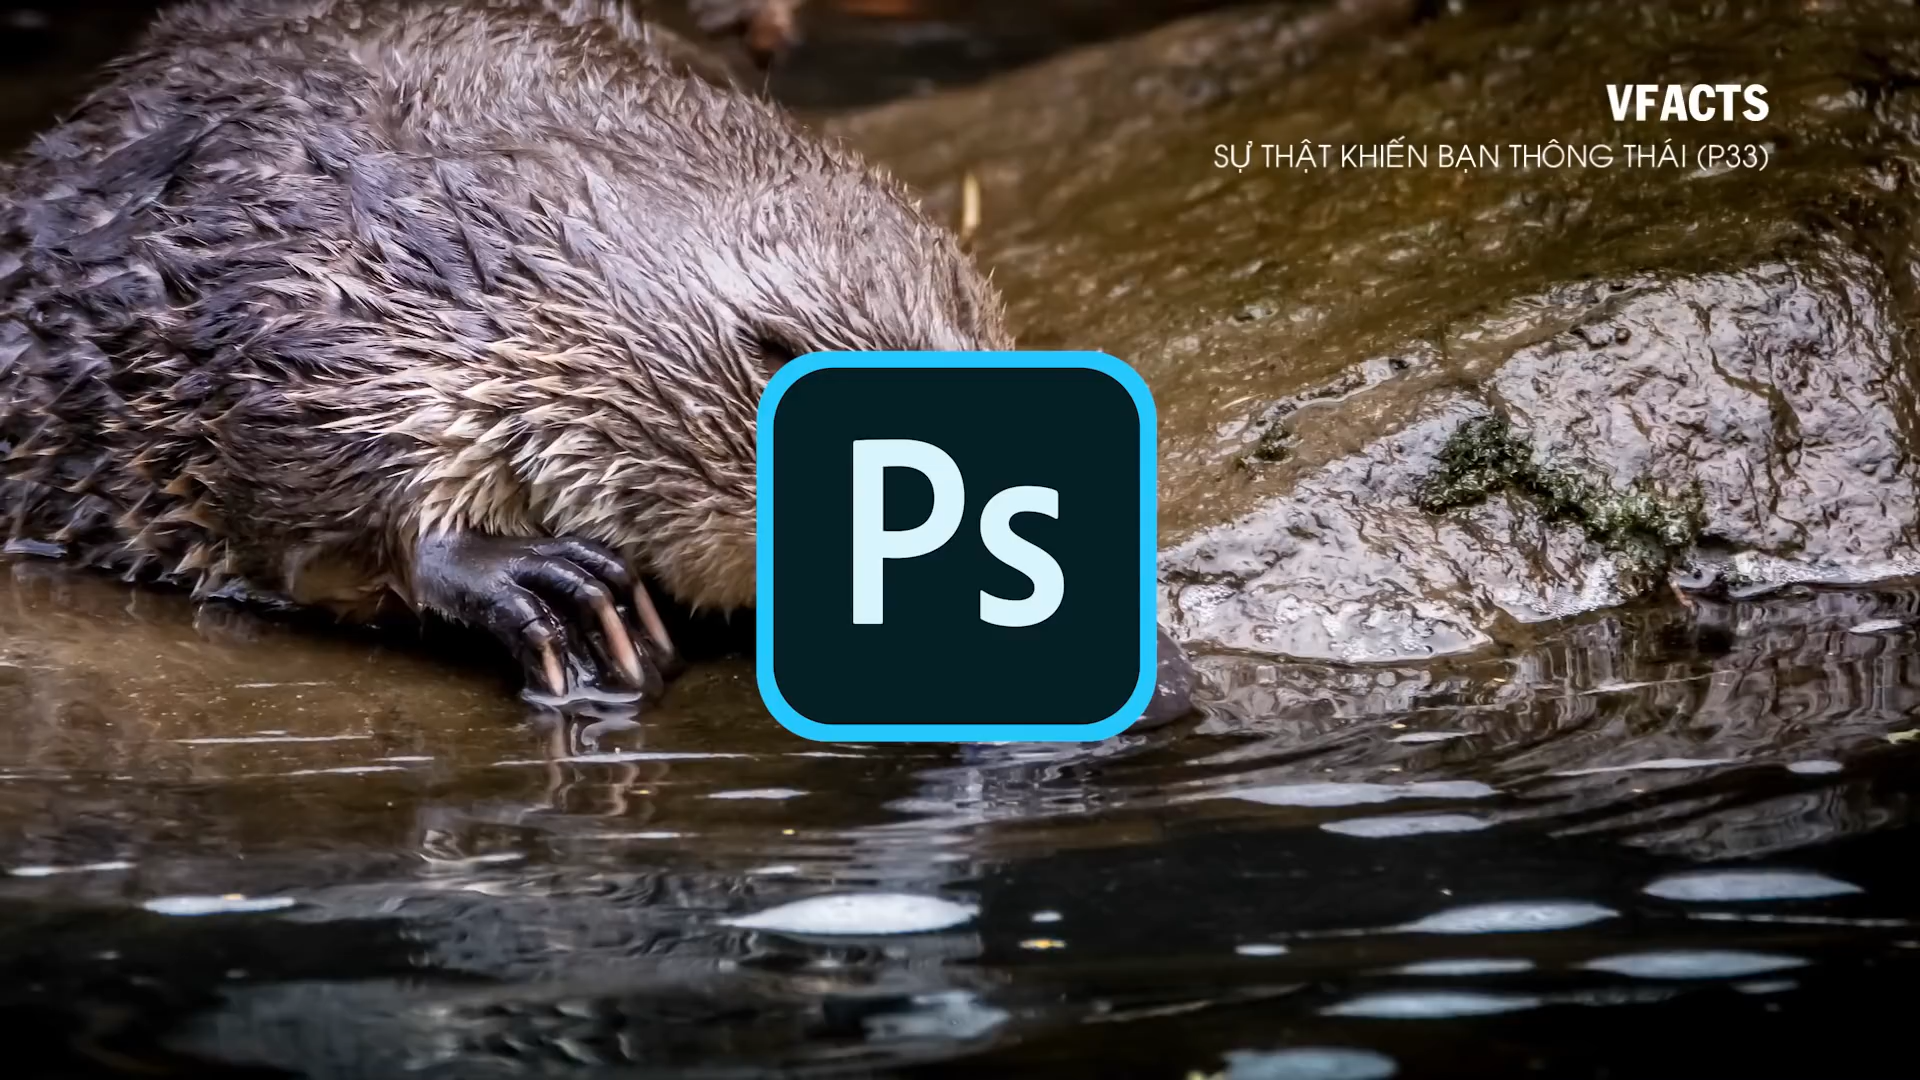 VFACTS
SỰ THẬT KHIẾN BẠN THÔNG THÁI (P33)
Ps